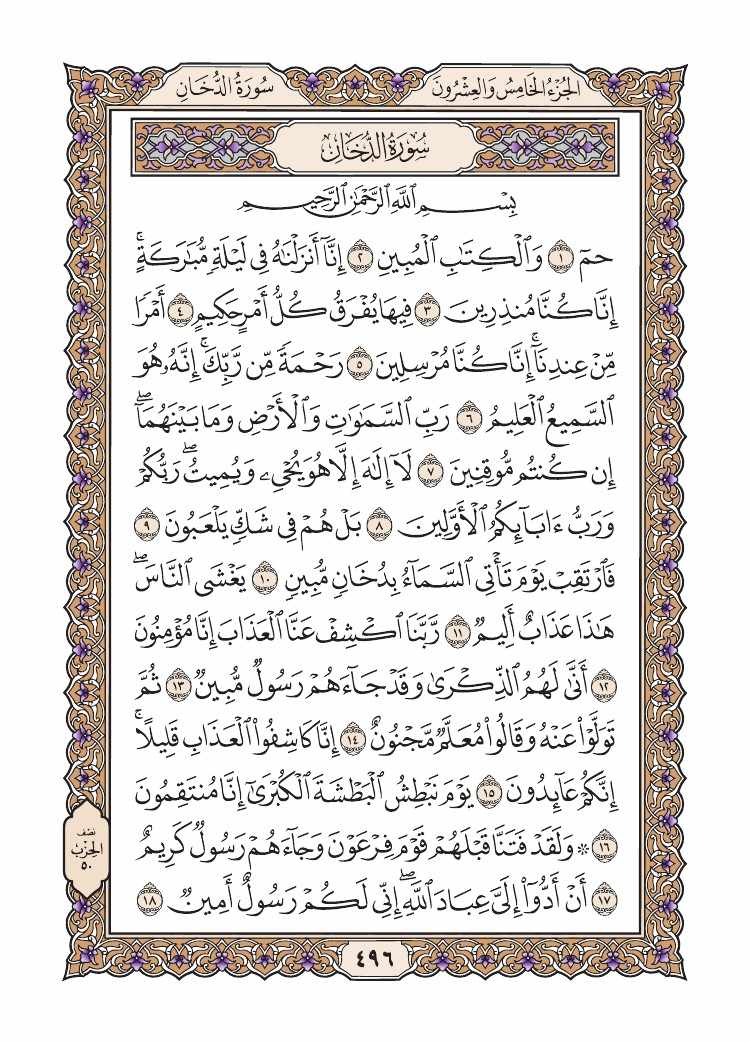 الجُزْءُ الخَامِسُ وَالعِشْرُونَ
سُورَةُ الدُّخَانِ
سُورَةُ الدُّخَانِ
بِسْمِ ٱللَّهِ ٱلرَّحْمَٰنِ ٱلرَّحِيمِ
حمٓ ١ وَٱلْكِتَٰبِ ٱلْمُبِينِ ٢ إِنَّآ أَنزَلْنَٰهُ فِي لَيْلَةٖ مُّبَٰرَكَةٍۚ
إِنَّا كُنَّا مُنذِرِينَ ٣ فِيهَا يُفْرَقُ كُلُّ أَمْرٍ حَكِيمٍ ٤ أَمْرٗا
مِّنْ عِندِنَآۚ إِنَّا كُنَّا مُرْسِلِينَ ٥ رَحْمَةٗ مِّن رَّبِّكَۚ إِنَّهُۥ هُوَ
ٱلسَّمِيعُ ٱلْعَلِيمُ ٦ رَبِّ ٱلسَّمَٰوَٰتِ وَٱلْأَرْضِ وَمَا بَيْنَهُمَآۖ
إِن كُنتُم مُّوقِنِينَ ٧ لَآ إِلَٰهَ إِلَّا هُوَ يُحْيِۦ وَيُمِيتُۖ رَبُّكُمْ
وَرَبُّ ءَابَآئِكُمُ ٱلْأَوَّلِينَ ٨ بَلْ هُمْ فِي شَكّٖ يَلْعَبُونَ ٩
فَٱرْتَقِبْ يَوْمَ تَأْتِي ٱلسَّمَآءُ بِدُخَانٖ مُّبِينٖ ١٠ يَغْشَى ٱلنَّاسَۖ
هَٰذَا عَذَابٌ أَلِيمٞ ١١ رَّبَّنَا ٱكْشِفْ عَنَّا ٱلْعَذَابَ إِنَّا مُؤْمِنُونَ
١٢ أَنَّىٰ لَهُمُ ٱلذِّكْرَىٰ وَقَدْ جَآءَهُمْ رَسُولٞ مُّبِينٞ ١٣ ثُمَّ
تَوَلَّوْا۟ عَنْهُ وَقَالُوا۟ مُعَلَّمٞ مَّجْنُونٌ ١٤ إِنَّا كَاشِفُوا۟ ٱلْعَذَابِ قَلِيلًاۚ
إِنَّكُمْ عَآئِدُونَ ١٥ يَوْمَ نَبْطِشُ ٱلْبَطْشَةَ ٱلْكُبْرَىٰٓ إِنَّا مُنتَقِمُونَ
١٦ ۞ وَلَقَدْ فَتَنَّا قَبْلَهُمْ قَوْمَ فِرْعَوْنَ وَجَآءَهُمْ رَسُولٞ كَرِيمٌ
١٧ أَنْ أَدُّوٓا۟ إِلَيَّ عِبَادَ ٱللَّهِۖ إِنِّي لَكُمْ رَسُولٌ أَمِينٞ ١٨
نصف
الحزب
٥٠
٤٩٦